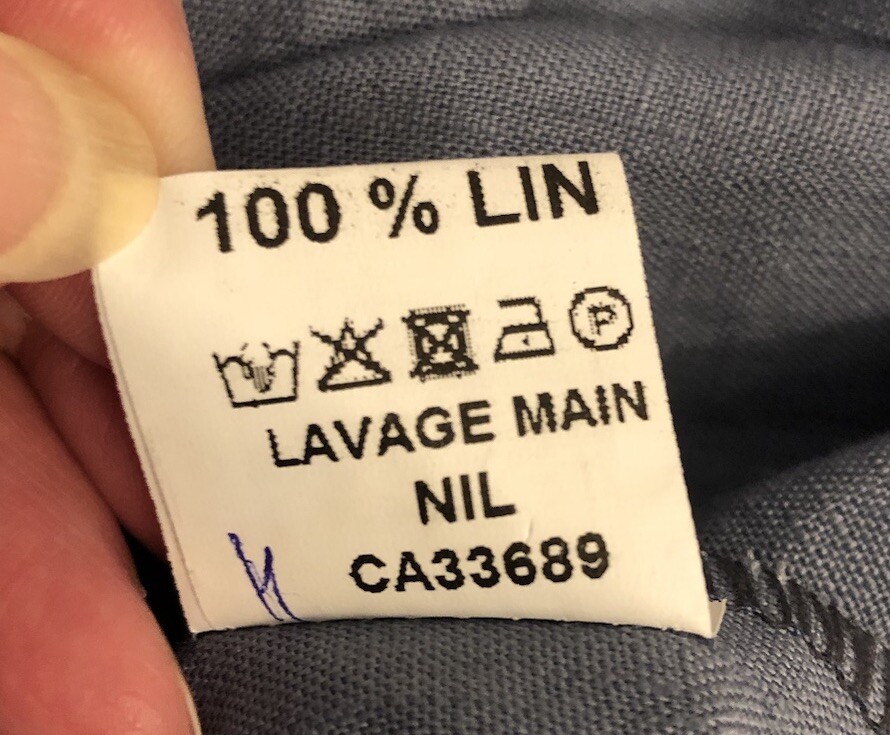 100 % LIN
P
LAVAGE MAIN
NIL
CA33689